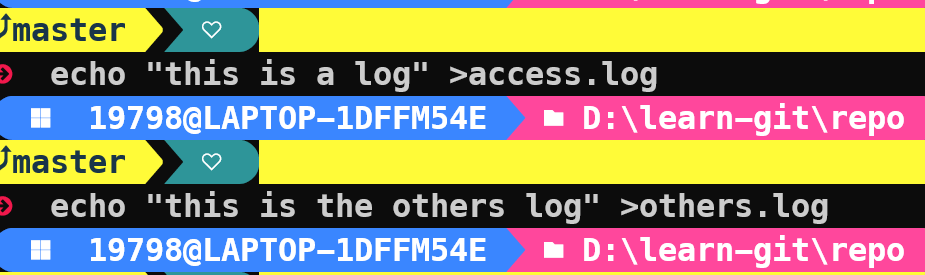 master
echo "this is a log" >access.log
19798@LAPTOP-1DFFM54E D:\learn-git\repo
master
echo "this is the others log" >others.log
19798@LAPTOP-1DFFM54E D:\learn-git\repo